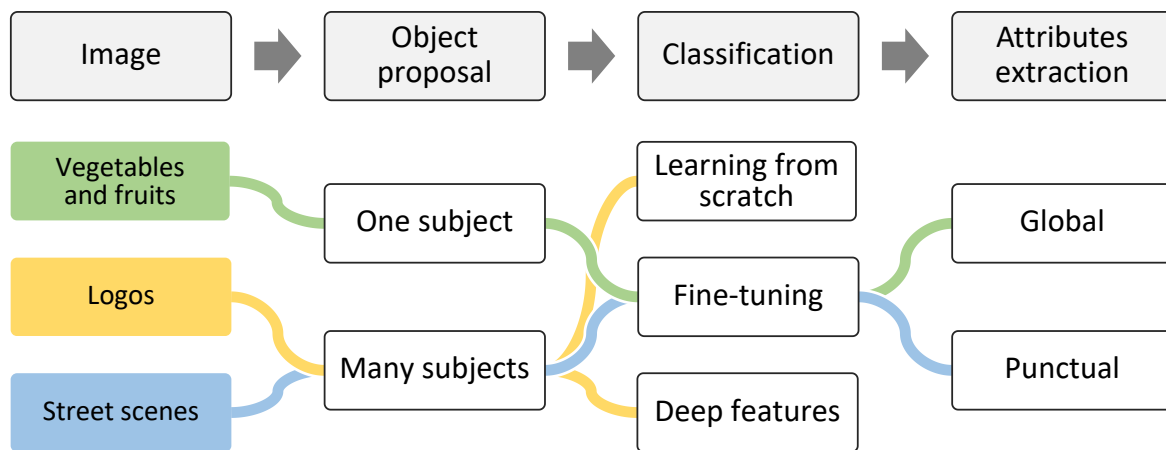 Image
Object
proposal
Classification
Attributes
extraction
Vegetables
and fruits
Logos
Street scenes
One subject
Many subjects
Learning from
scratch
Fine-tuning
Deep features
Global
Punctual